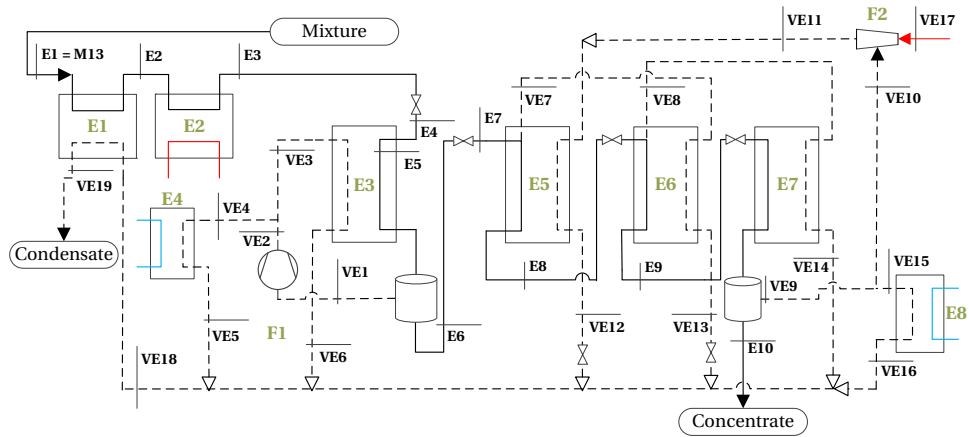 Mixture
VE11
F2
VE17
E1 = M13
E2
E3
E1
E2
VE19
E4
E7
VE7
VE8
VE10
VE3
E5
E3
E5
E6
E7
E4
VE4
VE2
Condensate
VE1
VE5
F1
VE6
E6
E8
E9
VE12
VE13
VE14
VE9
VE15
E8
E10
VE16
VE18
Concentrate